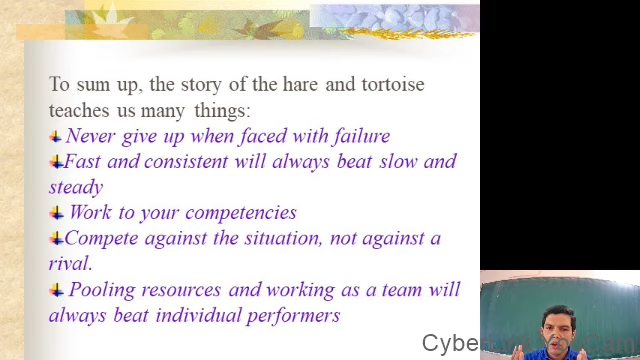 To sum up, the story of the hare and tortoise
teaches us many things:
Never give up when faced with failure
Fast and consistent will always beat slow and
steady
Work to your competencies
Compete against the situation, not against a
rival.
Pooling resources and working as a team will
always beat individual performers